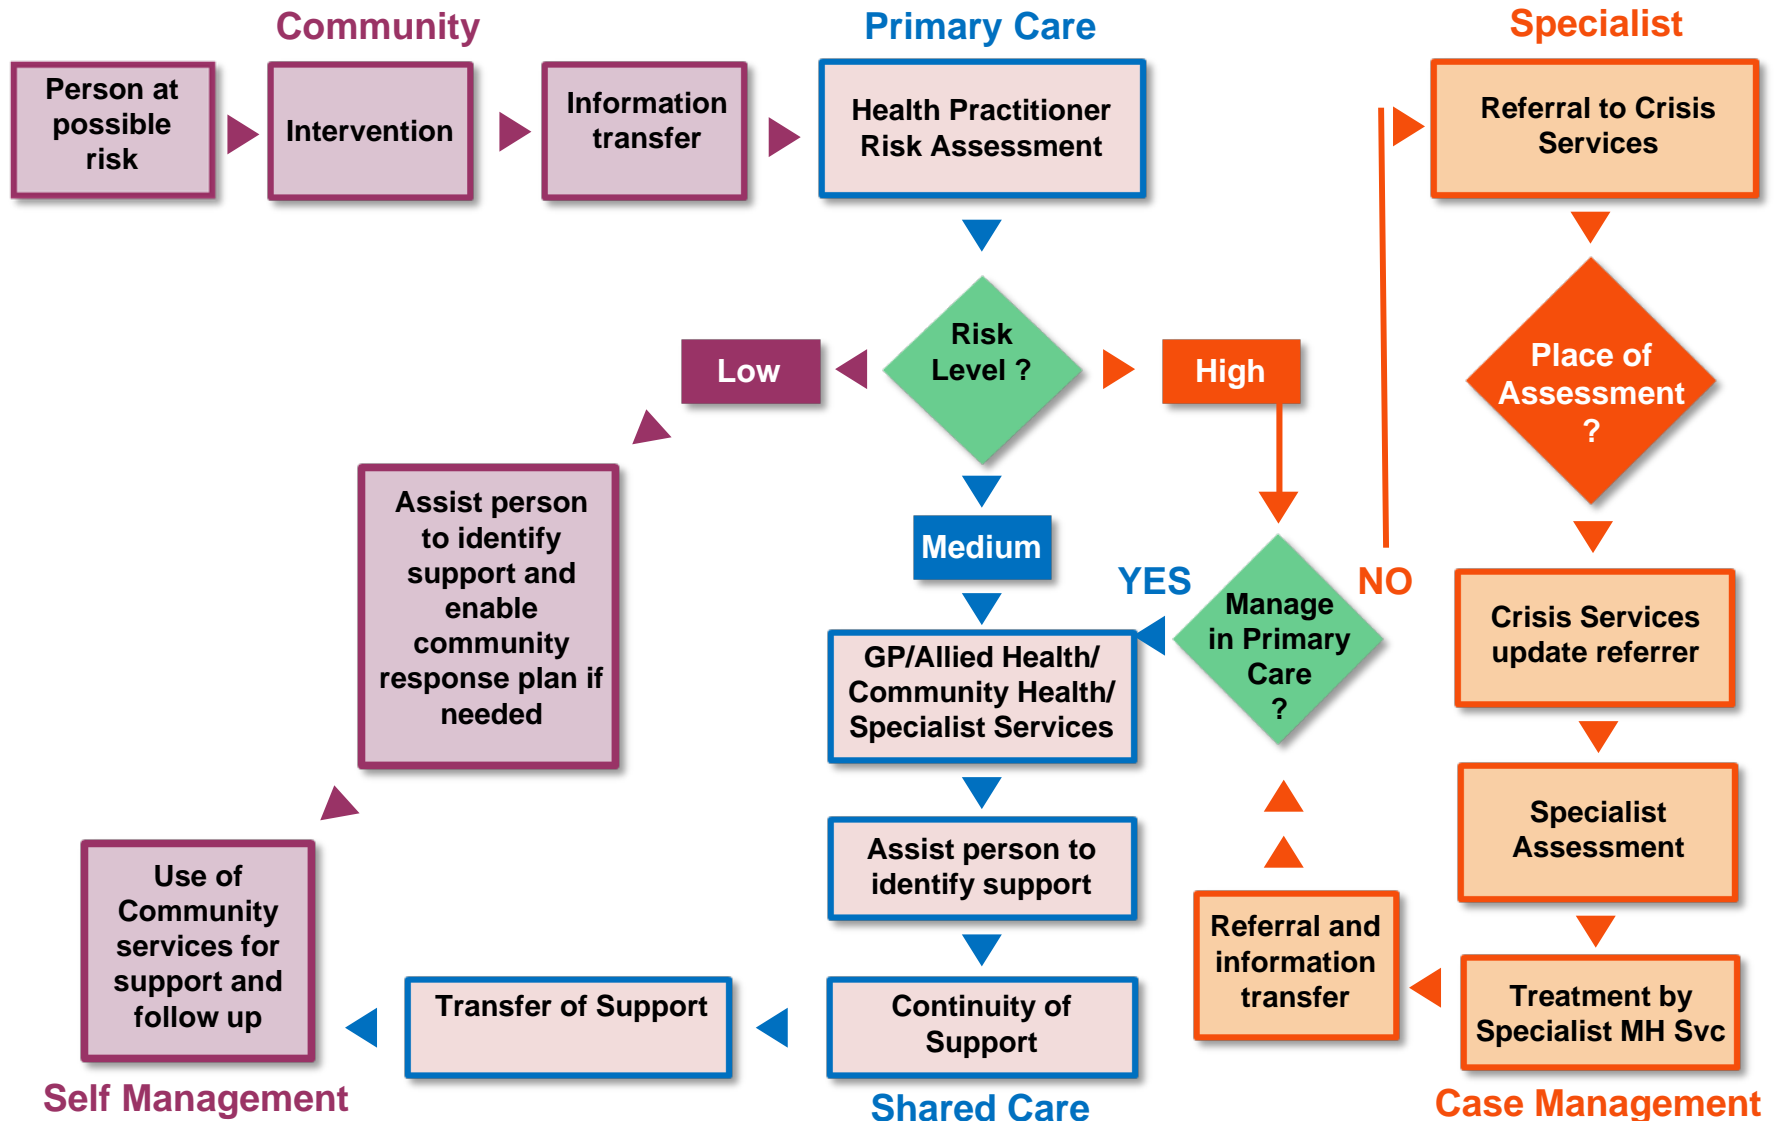 Community
Primary Care
Specialist
Person at
possible
risk
Intervention
Information
transfer
Health Practitioner
Risk Assessment
Referral to Crisis
Services
Risk
Level ?
Low
High
Place of
Assessment
?
Medium
Assist person
to identify
support and
enable
community
response plan if
needed
YES
NO
Manage
in Primary
Care
?
GP/Allied Health/
Community Health/
Specialist Services
Crisis Services
update referrer
Assist person to
identify support
Specialist
Assessment
Use of
Community
services for
support and
follow up
Transfer of Support
Continuity of
Support
Referral and
information
transfer
Treatment by
Specialist MH Svc
Self Management
Shared Care
Case Management